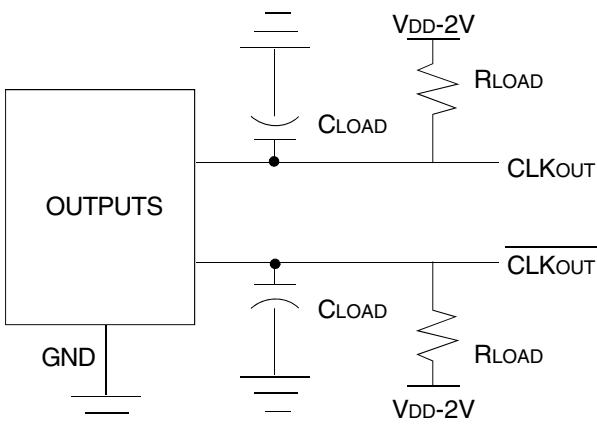 VDD-2V
RLOAD
CLOAD
CLKOUT
OUTPUTS
CLKOUT
CLOAD
GND
RLOAD
VDD-2V